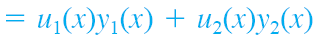 = u₁(x)y₁(x) + u₂(x)y₂(x)